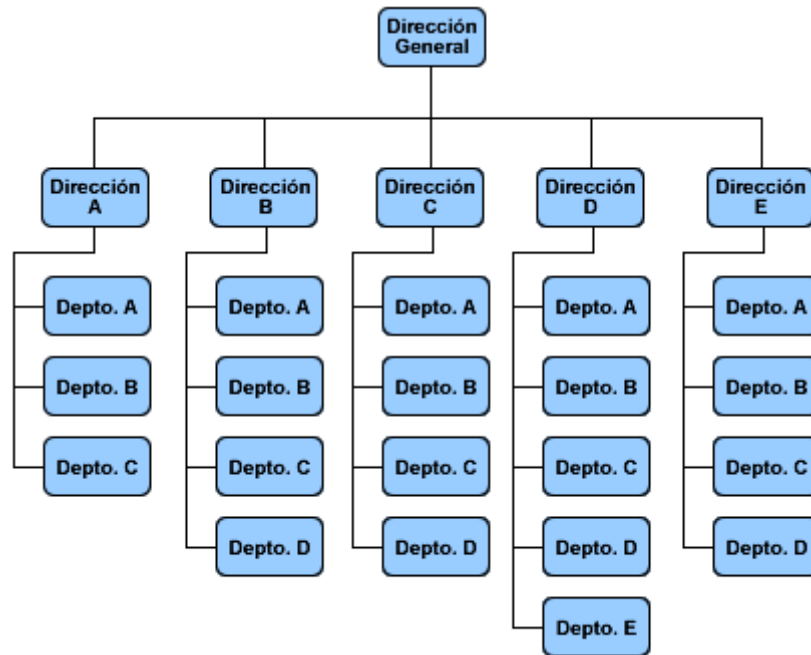 Dirección
General
Dirección
A
Dirección
B
Dirección
C
Dirección
D
Dirección
E
Depto. A
Depto. A
Depto. A
Depto. A
Depto. A
Depto. B
Depto. B
Depto. B
Depto. B
Depto. B
Depto. C
Depto. C
Depto. C
Depto. C
Depto. C
Depto. D
Depto. D
Depto. D
Depto. D
Depto. E